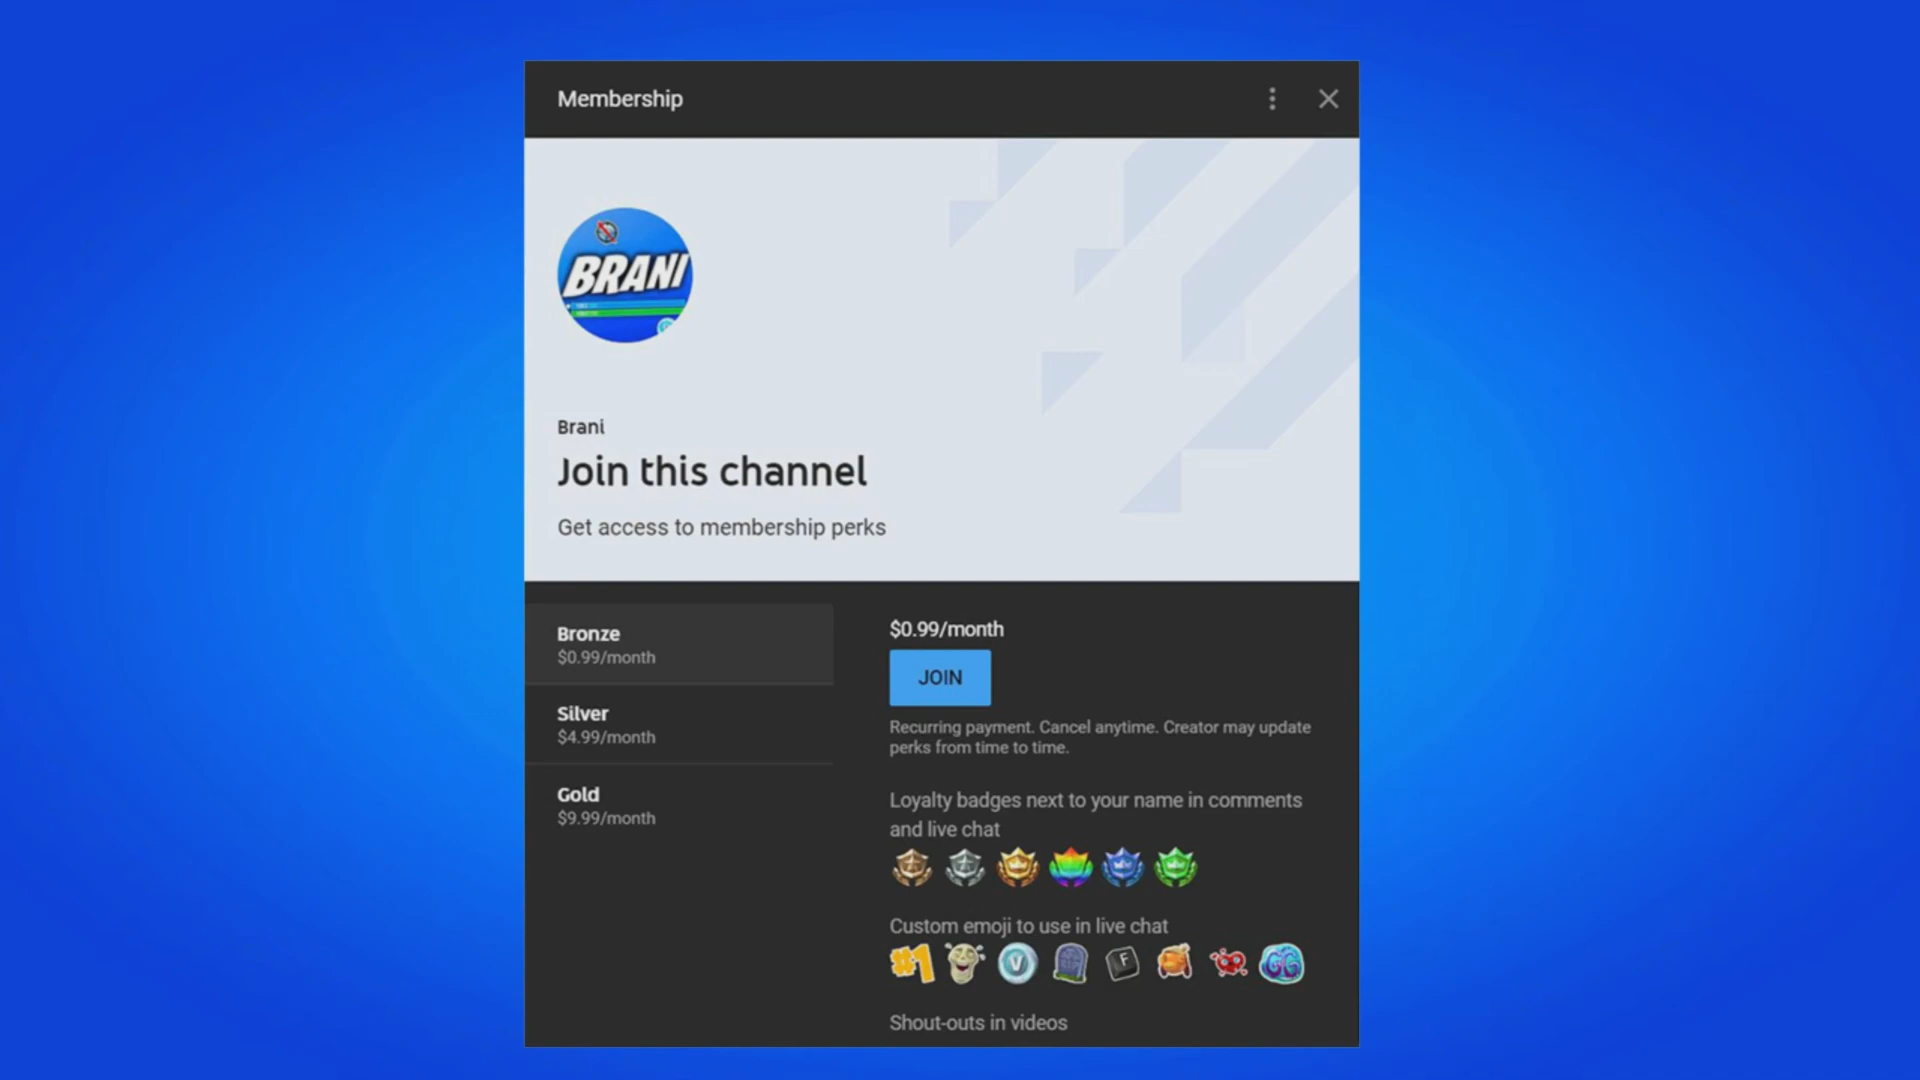 Membership
BRANI
Brani
Join this channel
Get access to membership perks
Bronze
$0.99/month
Silver
$4.99/month
Gold
$9.99/month
$0.99/month
JOIN
Recurring payment. Cancel anytime. Creator may update
perks from time to time.
Loyalty badges next to your name in comments
and live chat
Custom emoji to use in live chat
#1
V
F
GG
Shout-outs in videos